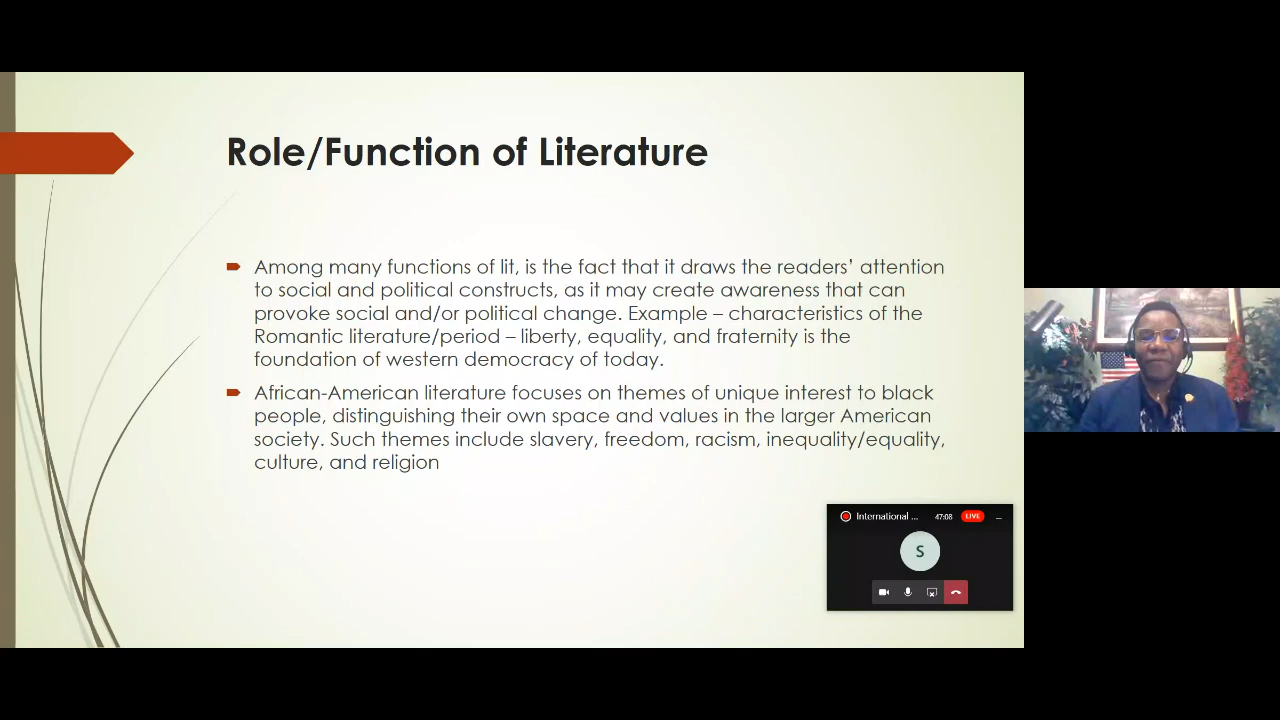 Role/Function of Literature
Among many functions of lit, is the fact that it draws the readers’ attention
to social and political constructs, as it may create awareness that can
provoke social and/or political change. Example – characteristics of the
Romantic literature/period – liberty, equality, and fraternity is the
foundation of western democracy of today.
African-American literature focuses on themes of unique interest to black
people, distinguishing their own space and values in the larger American
society. Such themes include slavery, freedom, racism, inequality/equality,
culture, and religion
International ... 47:08 LIVE
S